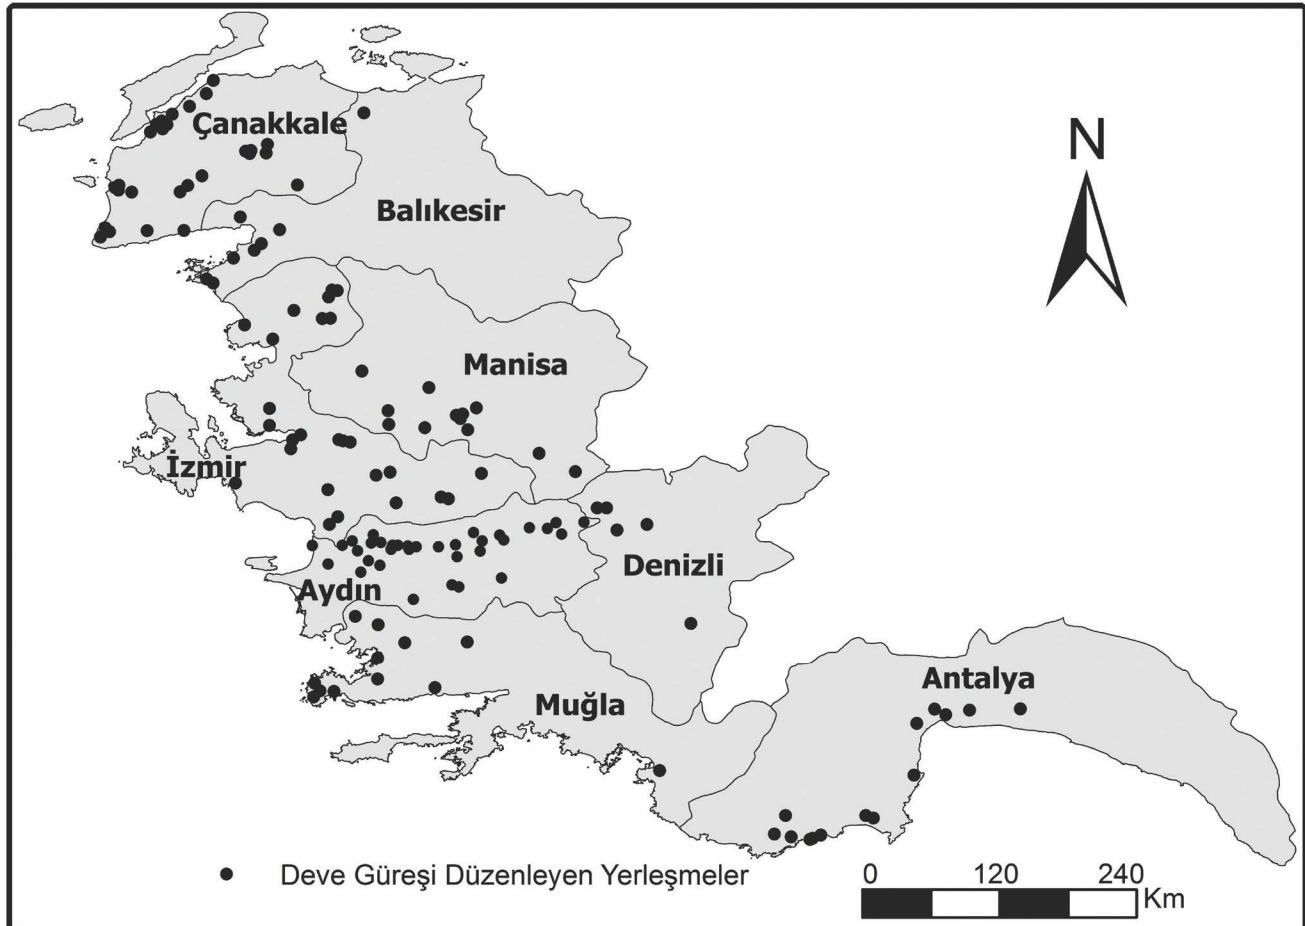 N
Çanakkale
Balıkesir
Manisa
İzmir
Aydın
Denizli
Muğla
Antalya
Deve Güreşi Düzenleyen Yerleşmeler
0 120 240
Km